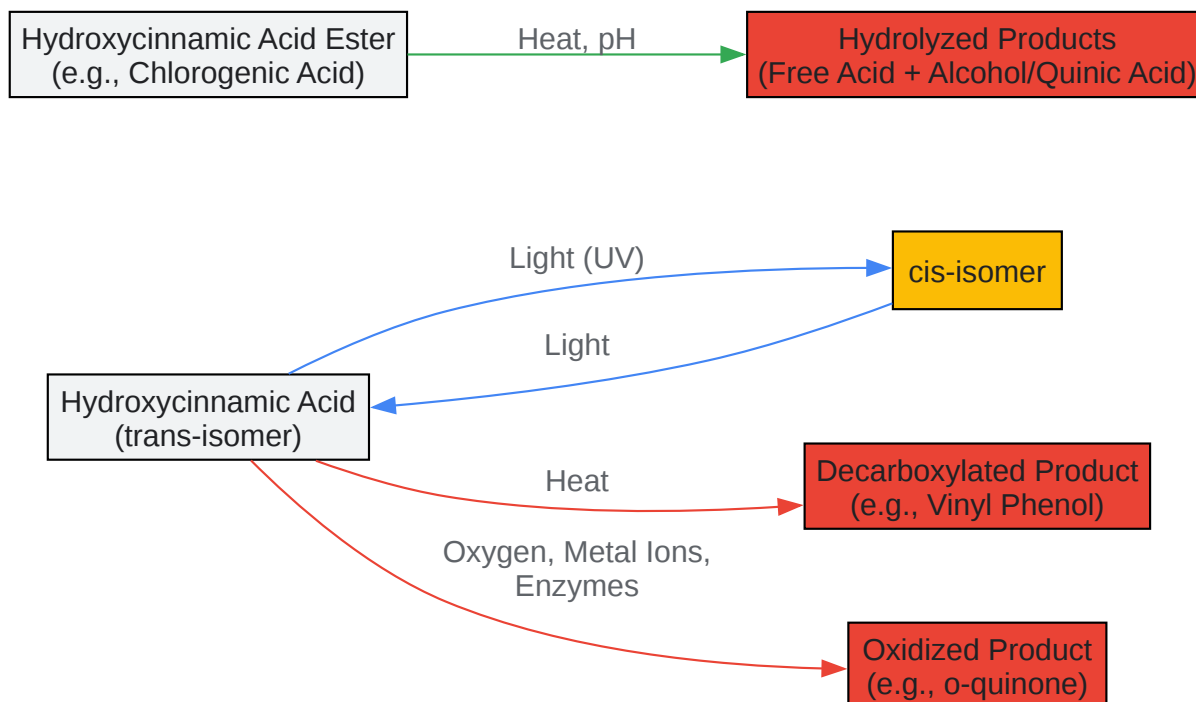 Hydroxycinnamic Acid Ester
(e.g., Chlorogenic Acid)
Heat, pH
Hydrolyzed Products
(Free Acid + Alcohol/Quinic Acid)
Light (UV)
cis-isomer
Light
Hydroxycinnamic Acid
(trans-isomer)
Heat
Decarboxylated Product
(e.g., Vinyl Phenol)
Oxygen, Metal Ions,
Enzymes
Oxidized Product
(e.g., o-quinone)